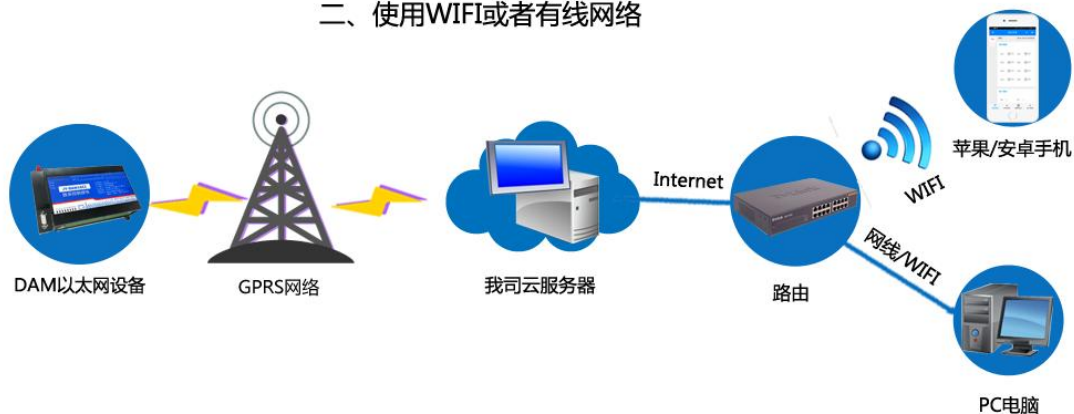 二、使用WIFI或者有线网络
苹果/安卓手机
WIFI
Internet
网线/WIFI
DAM以太网设备
GPRS网络
我司云服务器
路由
PC电脑